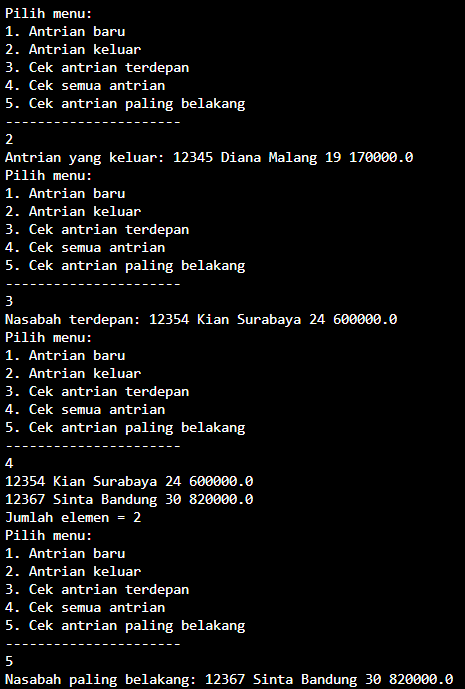 Pilih menu:
1. Antrian baru
2. Antrian keluar
3. Cek antrian terdepan
4. Cek semua antrian
5. Cek antrian paling belakang
----------------------
2
Antrian yang keluar: 12345 Diana Malang 19 170000.0
Pilih menu:
1. Antrian baru
2. Antrian keluar
3. Cek antrian terdepan
4. Cek semua antrian
5. Cek antrian paling belakang
----------------------
3
Nasabah terdepan: 12354 Kian Surabaya 24 600000.0
Pilih menu:
1. Antrian baru
2. Antrian keluar
3. Cek antrian terdepan
4. Cek semua antrian
5. Cek antrian paling belakang
----------------------
4
12354 Kian Surabaya 24 600000.0
12367 Sinta Bandung 30 820000.0
Jumlah elemen = 2
Pilih menu:
1. Antrian baru
2. Antrian keluar
3. Cek antrian terdepan
4. Cek semua antrian
5. Cek antrian paling belakang
----------------------
5
Nasabah paling belakang: 12367 Sinta Bandung 30 820000.0